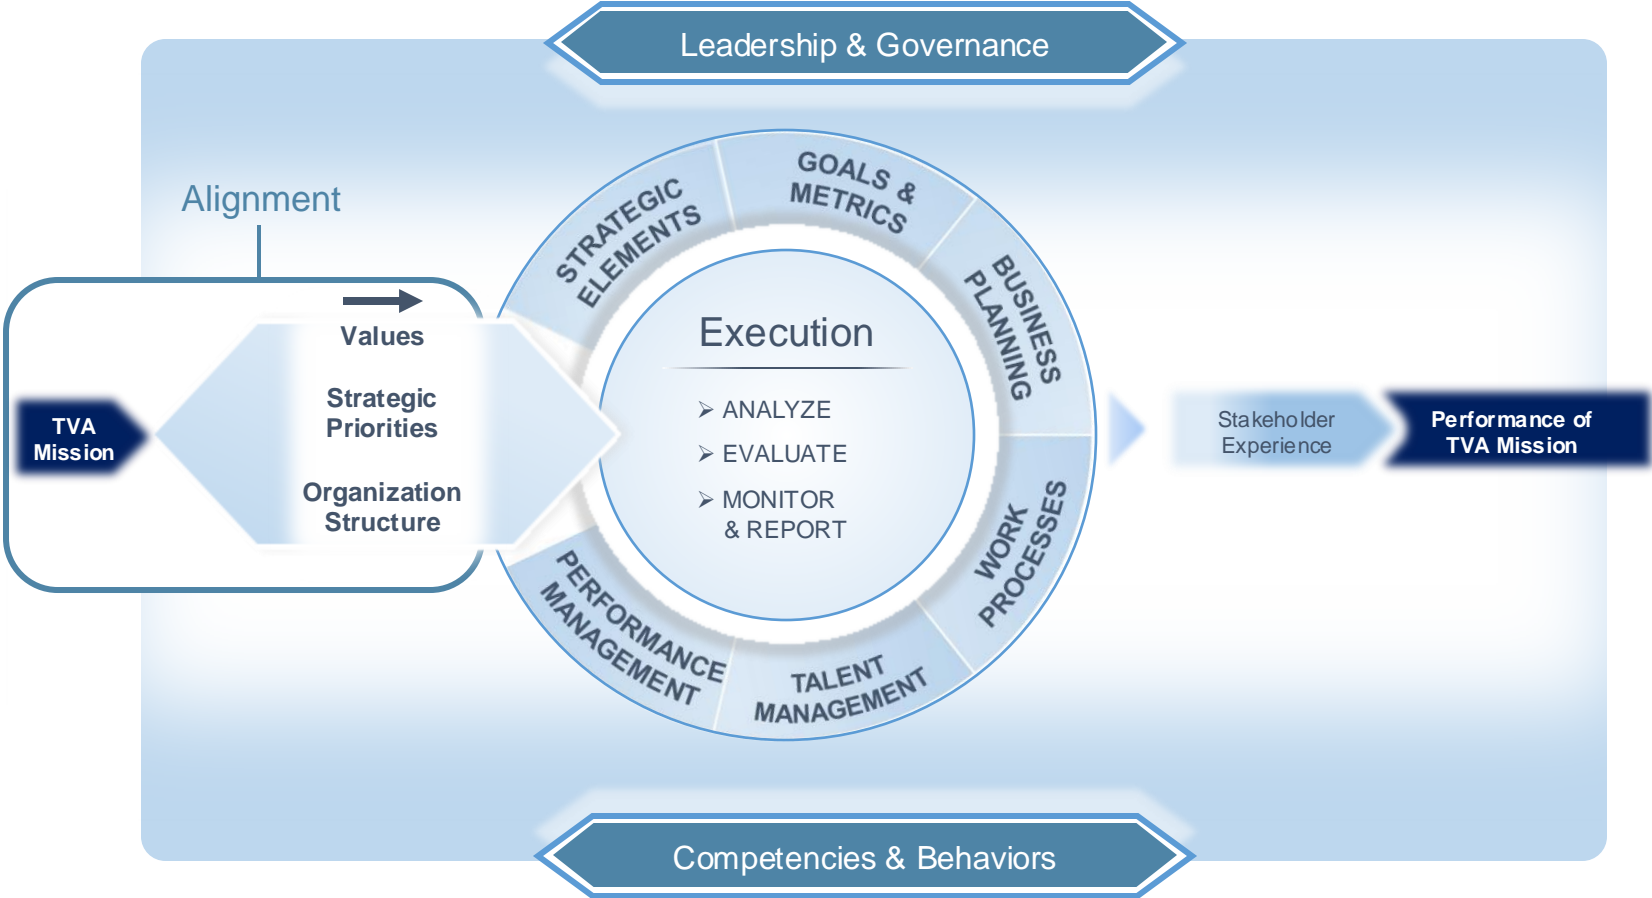 Leadership & Governance
Alignment
TVA
Mission
Values
Strategic
Priorities
Organization
Structure
STRATEGIC
ELEMENTS
GOALS &
METRICS
BUSINESS
PLANNING
WORK
PROCESSES
TALENT
MANAGEMENT
PERFORMANCE
MANAGEMENT
Execution
➢ ANALYZE
➢ EVALUATE
➢ MONITOR
& REPORT
Stakeholder
Experience
Performance of
TVA Mission
Competencies & Behaviors